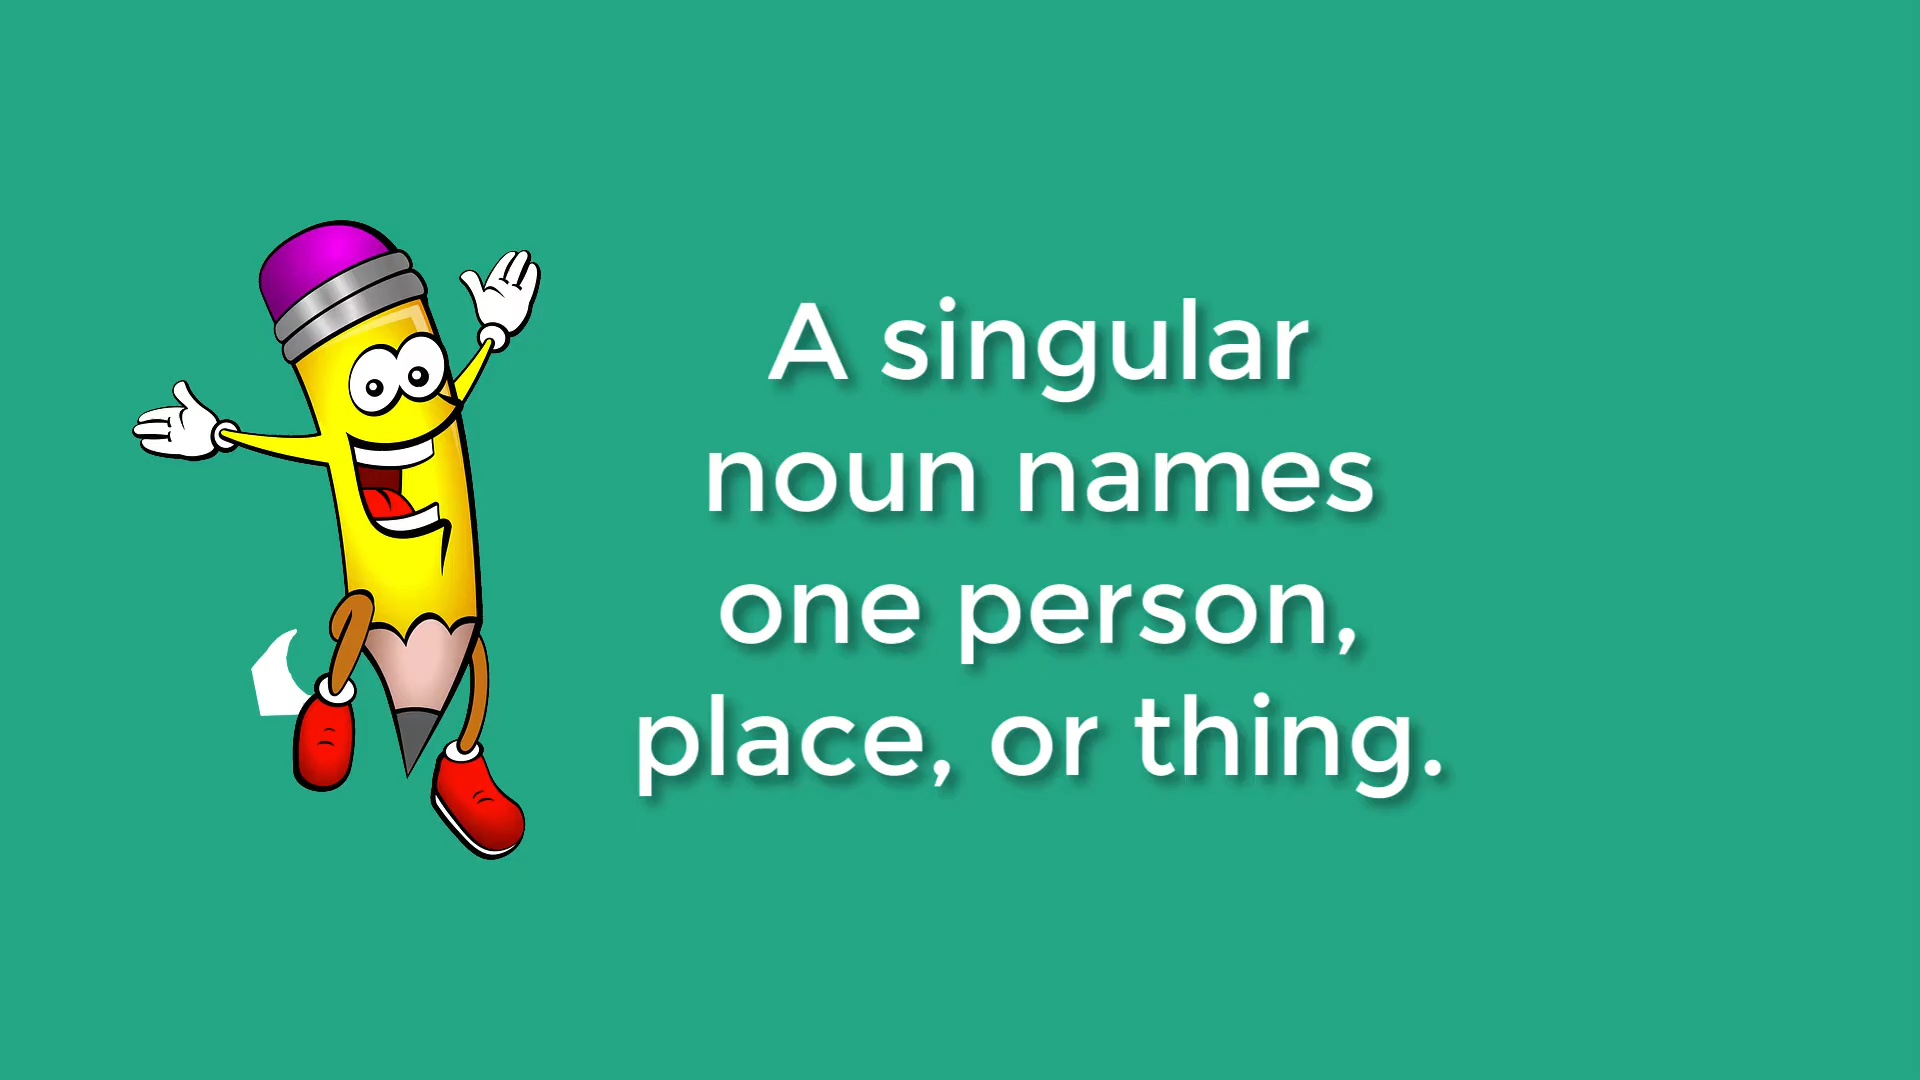 A singular
noun names
one person,
place, or thing.